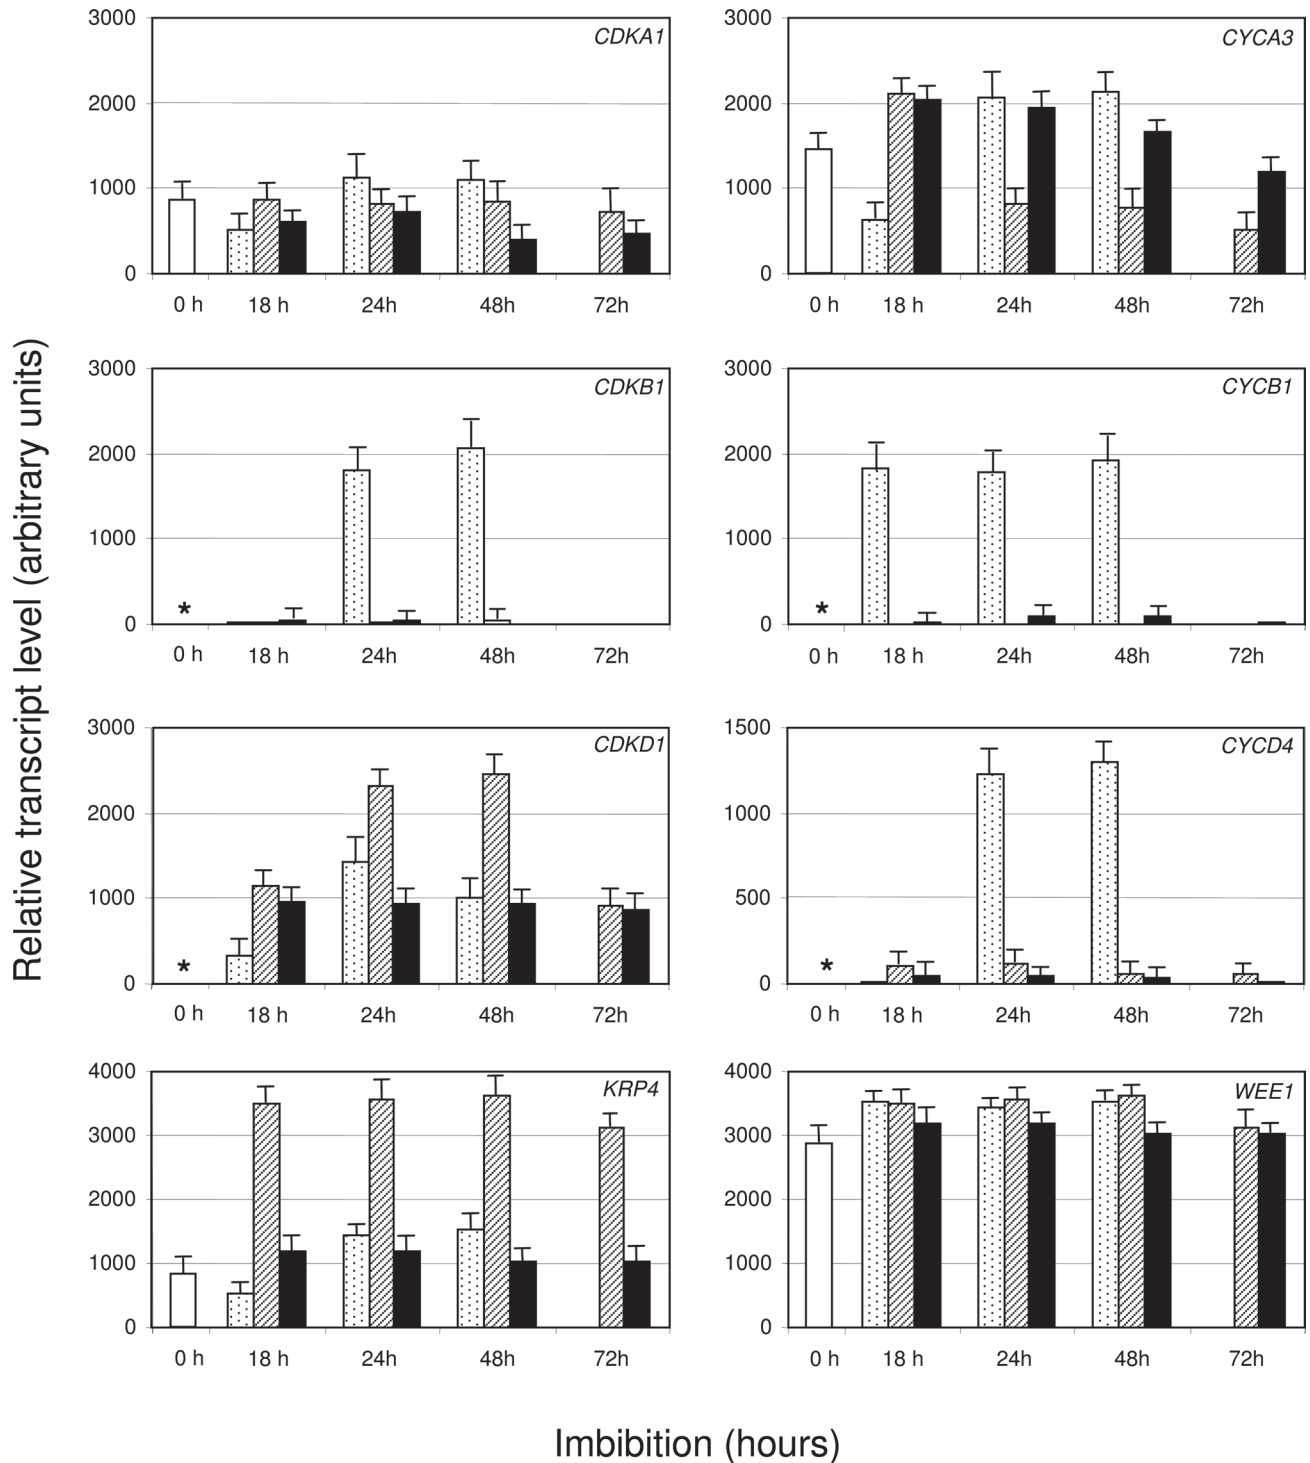 Relative transcript level (arbitrary units)
3000
2000
1000
0
CDKA1
0 h
18 h
24h
48h
72h
3000
2000
1000
0
CYCA3
0 h
18 h
24h
48h
72h
3000
2000
1000
0
CDKB1
*
0 h
18 h
24h
48h
72h
3000
2000
1000
0
CYCB1
*
0 h
18 h
24h
48h
72h
3000
2000
1000
0
CDKD1
*
0 h
18 h
24h
48h
72h
1500
1000
500
0
CYCD4
*
0 h
18 h
24h
48h
72h
4000
3000
2000
1000
0
KRP4
0 h
18 h
24h
48h
72h
4000
3000
2000
1000
0
WEE1
0 h
18 h
24h
48h
72h
Imbibition (hours)